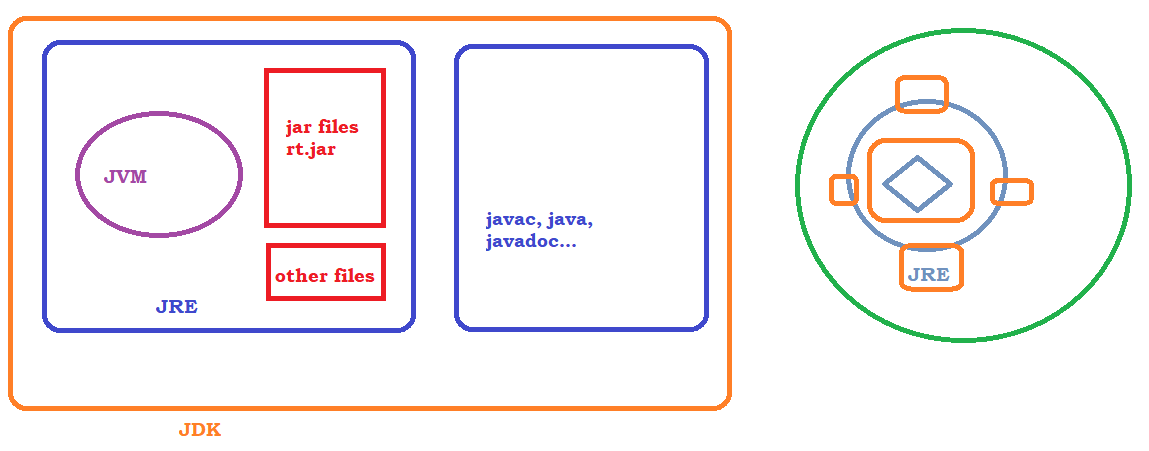 JVM
jar files
rt.jar
other files
JRE
javac, java,
javadoc...
JDK
JRE